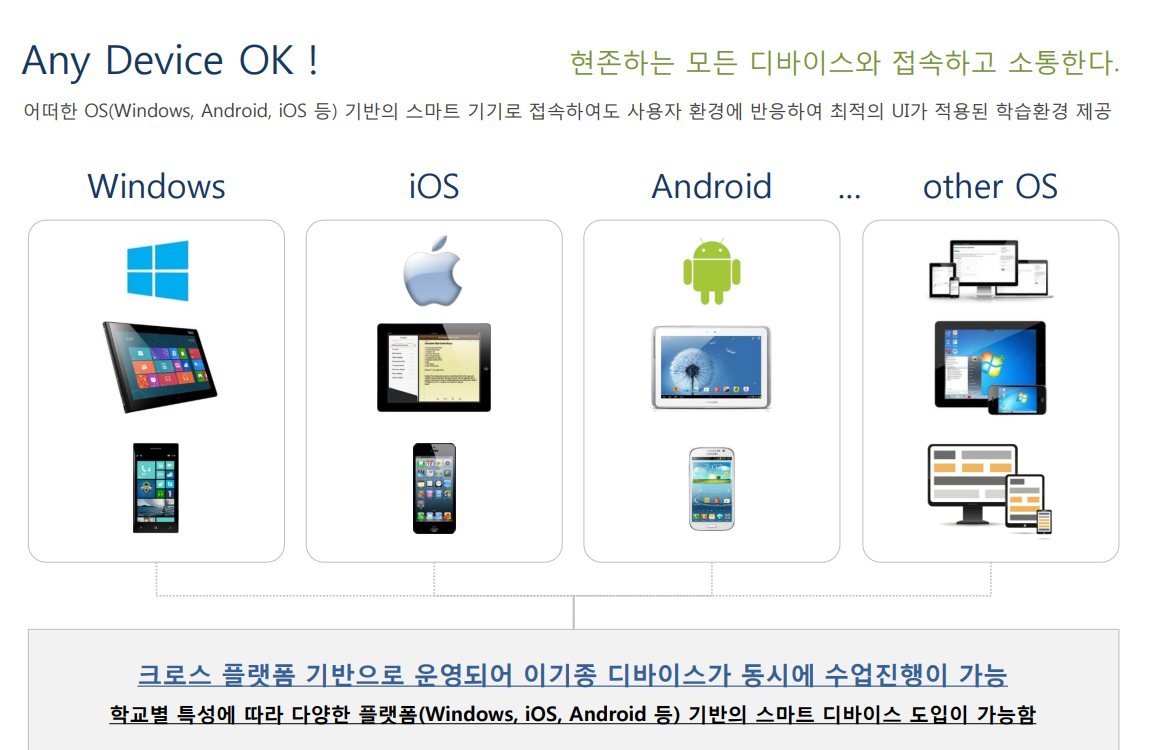 Any Device OK !
현존하는 모든 디바이스와 접속하고 소통한다.
어떠한 OS(Windows, Android, iOS 등) 기반의 스마트 기기로 접속하여도 사용자 환경에 반응하여 최적의 UI가 적용된 학습환경 제공
Windows iOS Android ... other OS
크로스 플랫폼 기반으로 운영되어 이기종 디바이스가 동시에 수업진행이 가능
학교별 특성에 따라 다양한 플랫폼(Windows, iOS, Android 등) 기반의 스마트 디바이스 도입이 가능함